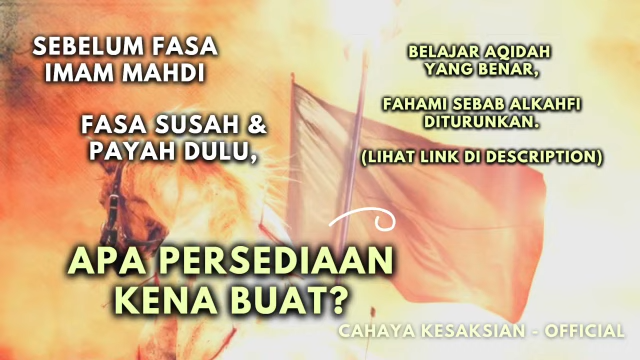 SEBELUM FASA
IMAM MAHDI
FASA SUSAH &
PAYAH DULU,
BELAJAR AQIDAH
YANG BENAR,
FAHAMI SEBAB ALKAHFI
DITURUNKAN.
(LIHAT LINK DI DESCRIPTION)
APA PERSEDIAAN
KENA BUAT?
CAHAYA KESAKSIAN - OFFICIAL